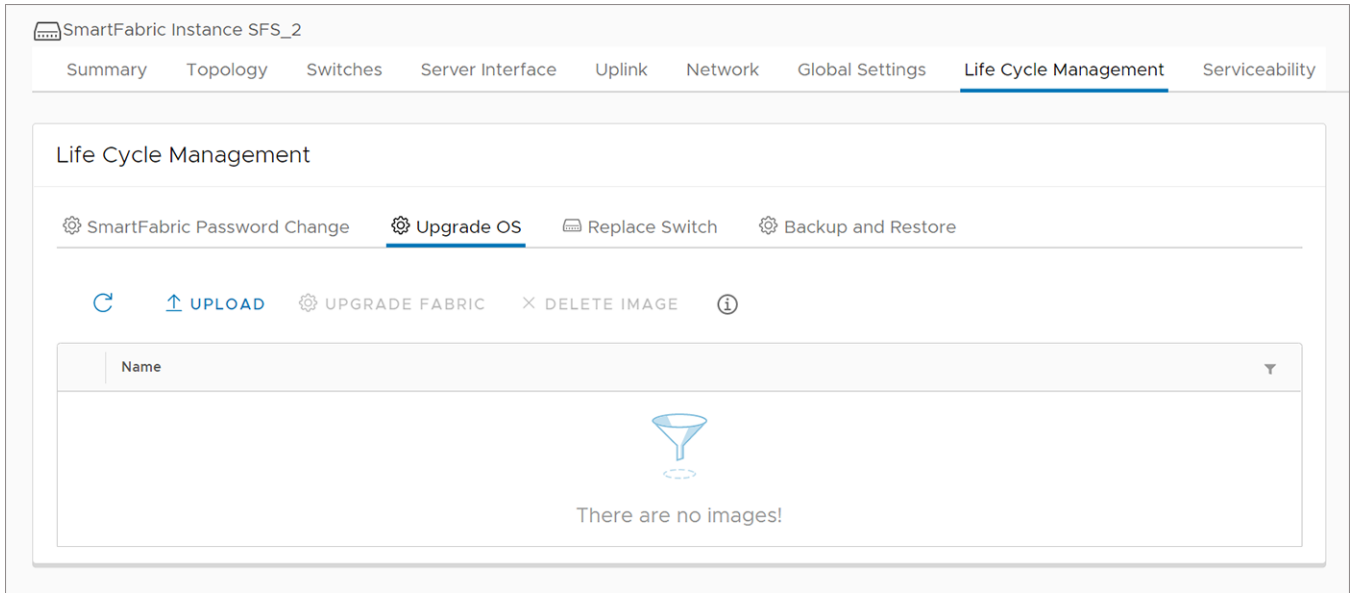 SmartFabric Instance SFS_2
Summary Topology Switches Server Interface Uplink Network Global Settings Life Cycle Management Serviceability
Life Cycle Management
SmartFabric Password Change Upgrade OS Replace Switch Backup and Restore
UPLOAD UPGRADE FABRIC DELETE IMAGE
Name
There are no images!